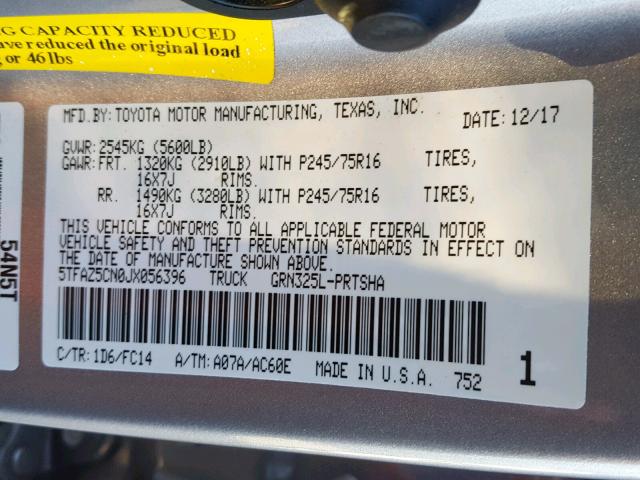 G CAPACITY REDUCED
ave reduced the original load
g or 46lbs
MFD.BY: TOYOTA MOTOR MANUFACTURING, TEXAS, INC. DATE: 12/17
GVWR: 2545KG (5600LB)
GAWR: FRT. 1320KG (2910LB) WITH P245/75R16 TIRES,
16X7J RIMS.
RR. 1490KG (3280LB) WITH P245/75R16 TIRES,
16X7J RIMS.
THIS VEHICLE CONFORMS TO ALL APPLICABLE FEDERAL MOTOR
VEHICLE SAFETY AND THEFT PREVENTION STANDARDS IN EFFECT ON
THE DATE OF MANUFACTURE SHOWN ABOVE.
5TFAZ5CN0JX056396 TRUCK GRN325L-PRTSHA
C/TR: 1D6/FC14 A/TM: A07A/AC60E MADE IN U.S.A. 752 1
54N5T